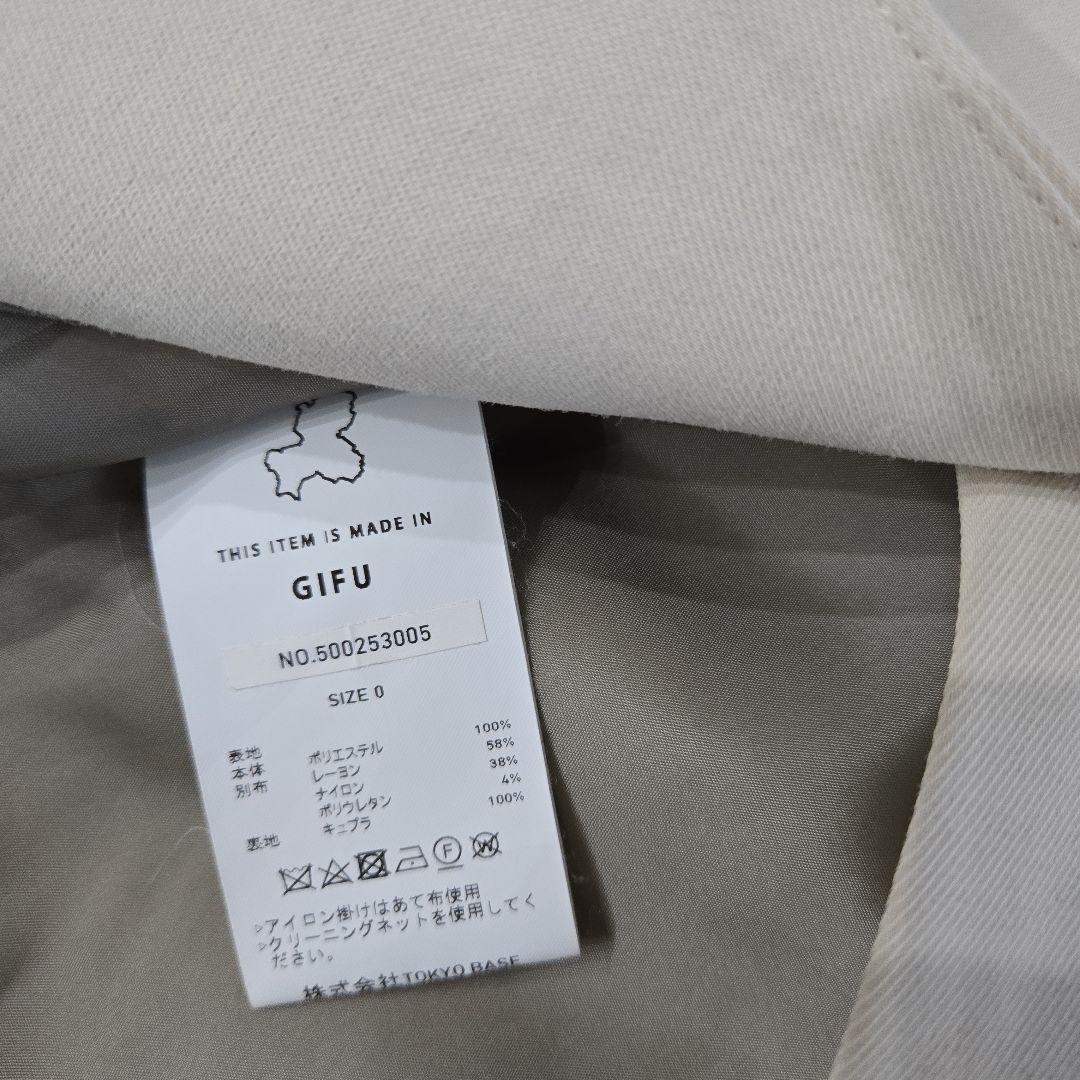 THIS ITEM IS MADE IN
GIFU
NO.500253005
SIZE 0
表地
本体 ポリエステル 100%
別布 レーヨン 58%
ナイロン 38%
ポリウレタン 4%
裏地 キュプラ 100%
F W
▷アイロン掛けはあて布使用
▷クリーニングネットを使用してく
ださい。
株式会社TOKYO BASE